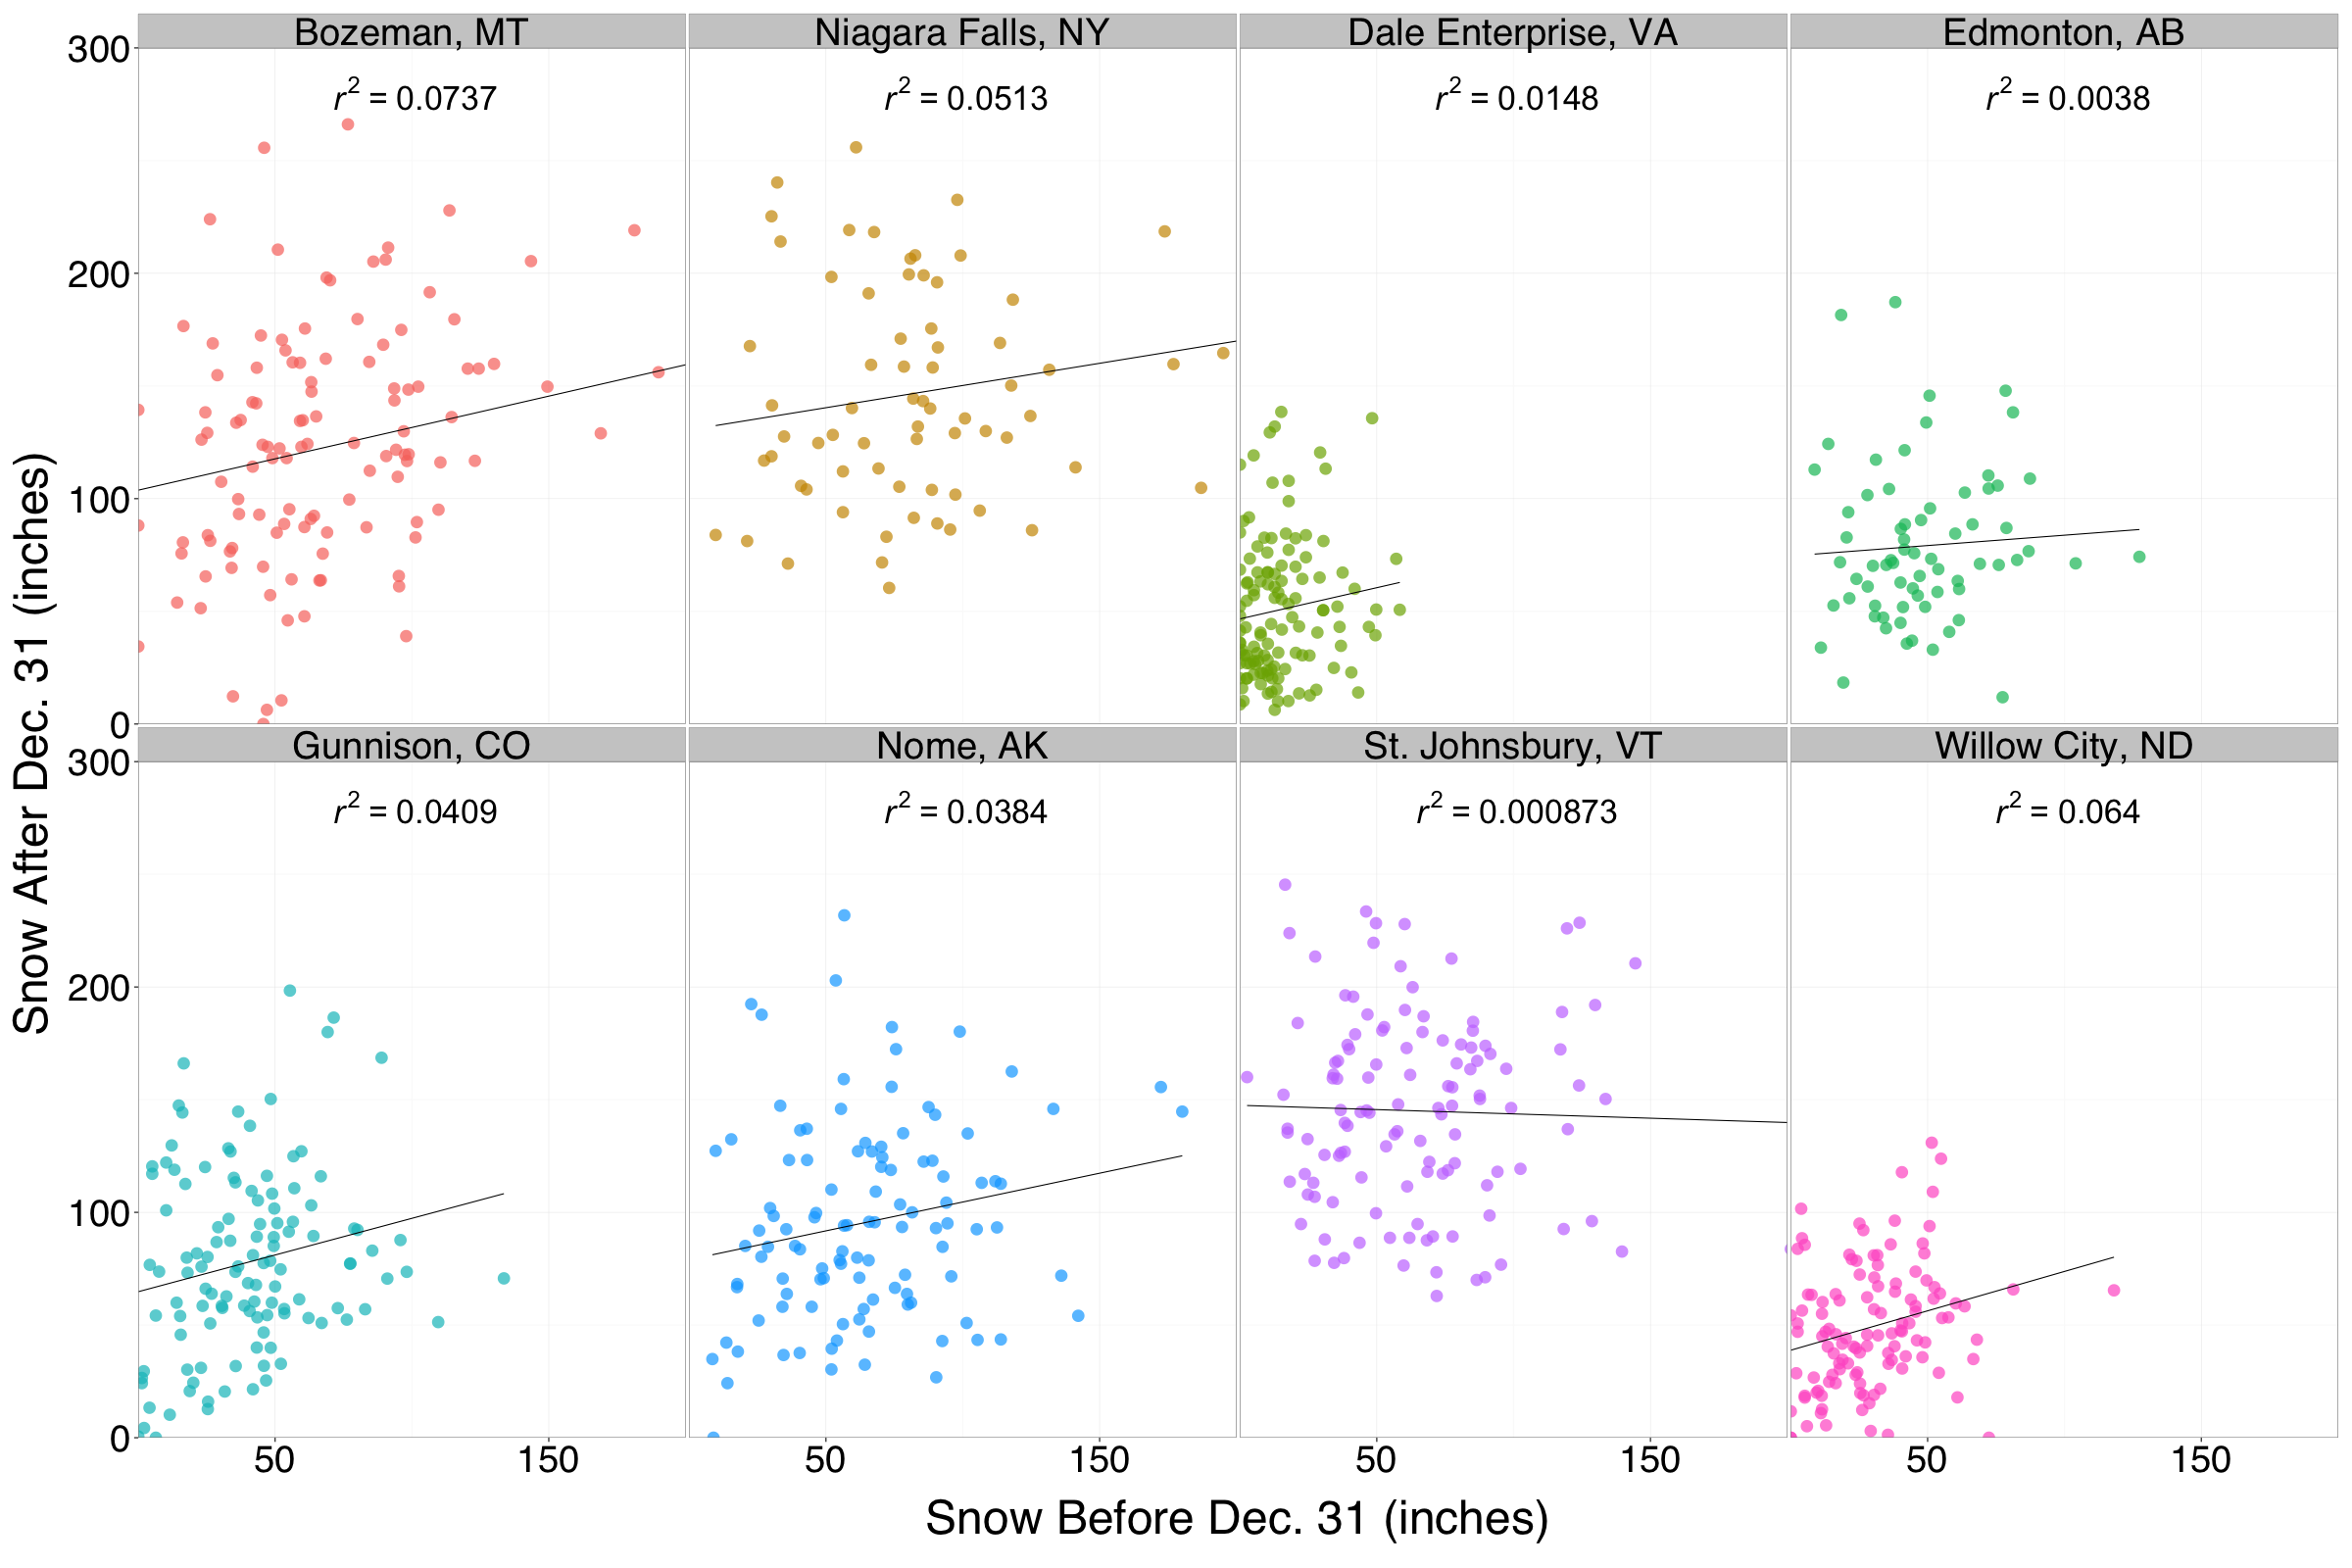 Bozeman, MT
Niagara Falls, NY
Dale Enterprise, VA
Edmonton, AB
300
r² = 0.0737
r² = 0.0513
r² = 0.0148
r² = 0.0038
200
100
0
Gunnison, CO
Nome, AK
St. Johnsbury, VT
Willow City, ND
300
r² = 0.0409
r² = 0.0384
r² = 0.000873
r² = 0.064
200
100
0
50 150
50 150
50 150
50 150
Snow Before Dec. 31 (inches)
Snow After Dec. 31 (inches)